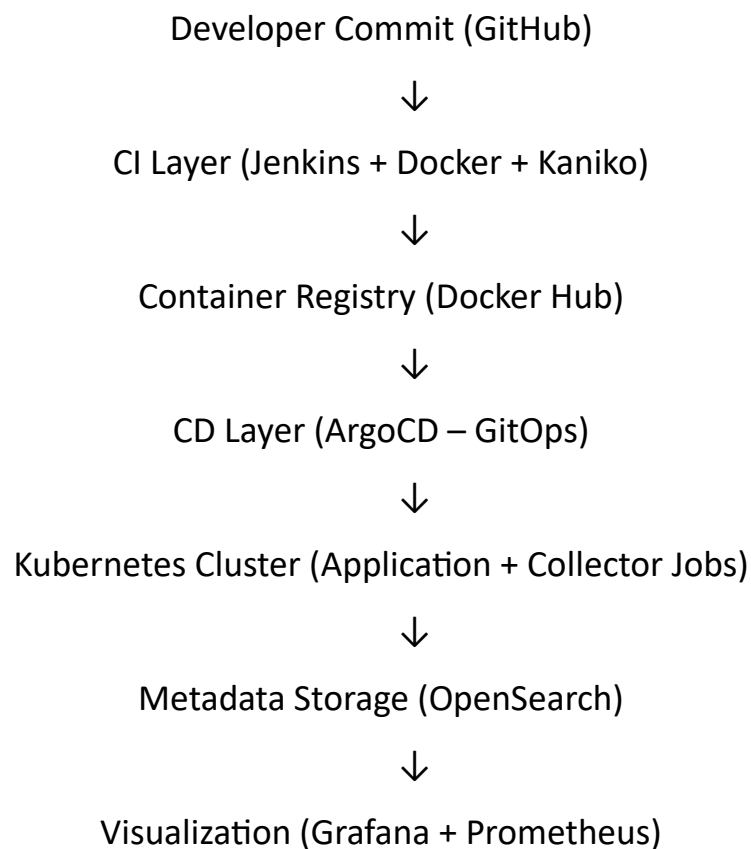 Developer Commit (GitHub)
↓
CI Layer (Jenkins + Docker + Kaniko)
↓
Container Registry (Docker Hub)
↓
CD Layer (ArgoCD – GitOps)
↓
Kubernetes Cluster (Application + Collector Jobs)
↓
Metadata Storage (OpenSearch)
↓
Visualization (Grafana + Prometheus)